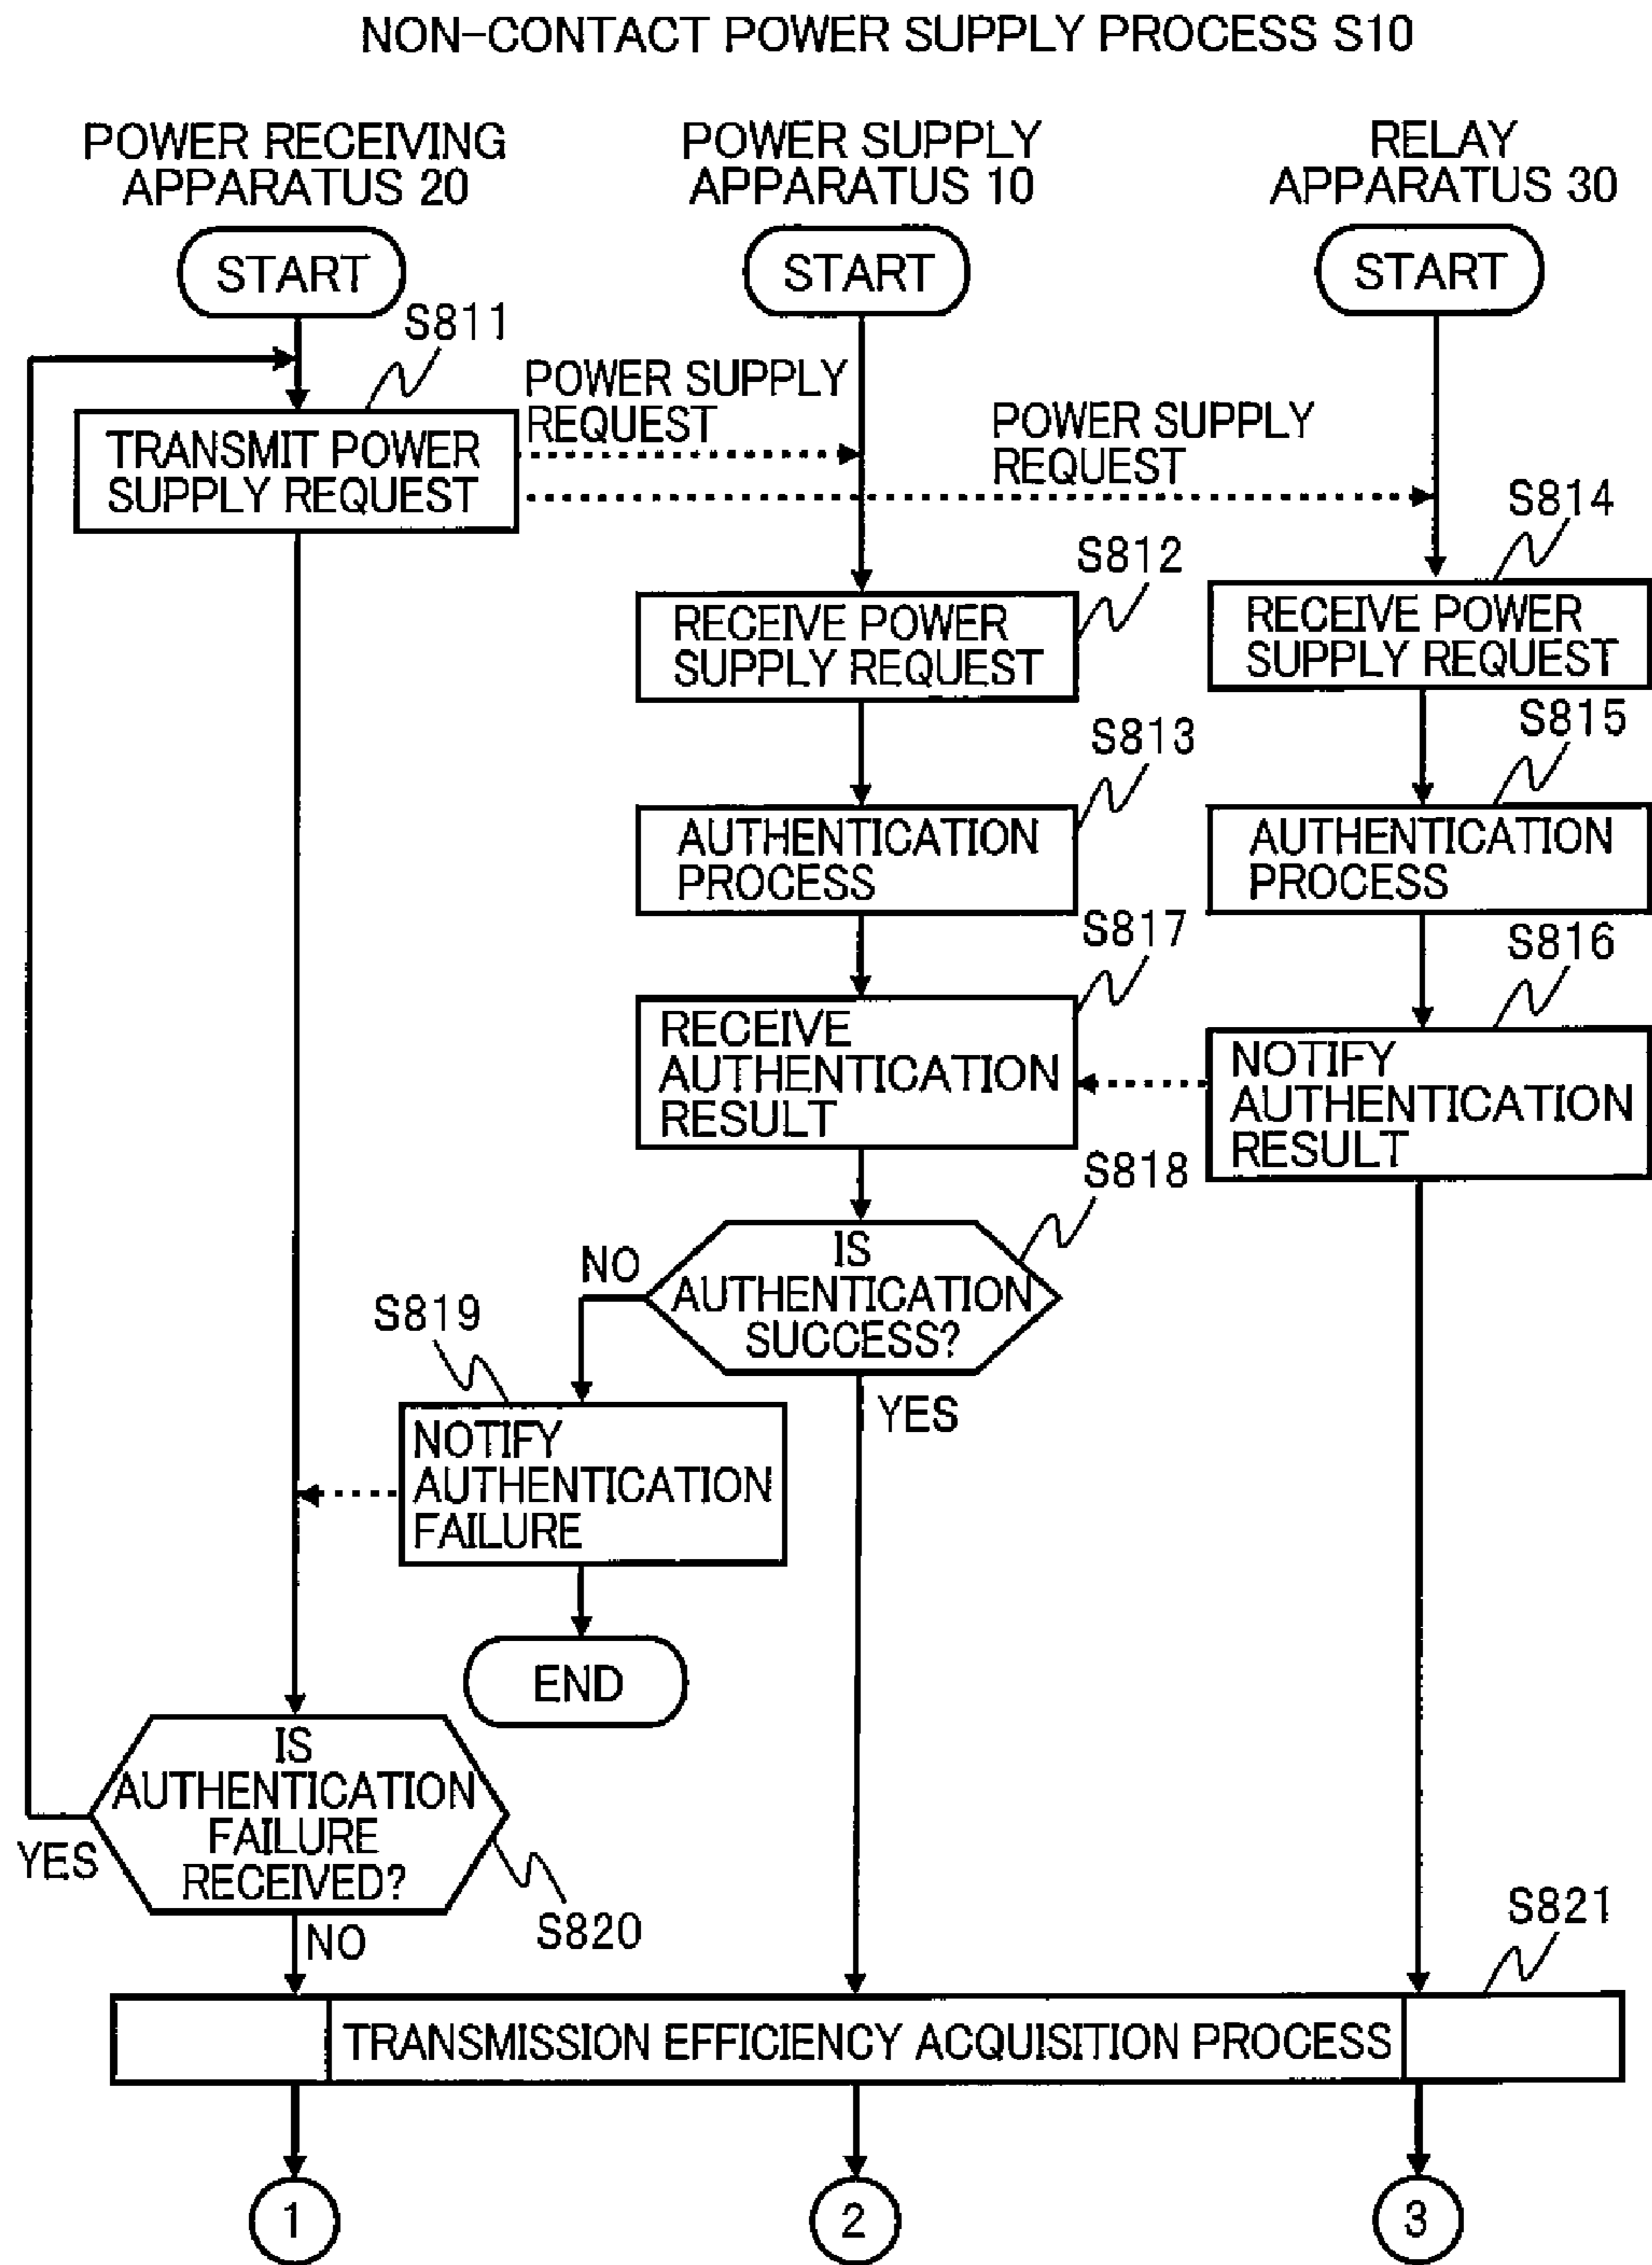 NON-CONTACT POWER SUPPLY PROCESS S10
POWER RECEIVING
APPARATUS 20
POWER SUPPLY
APPARATUS 10
RELAY
APPARATUS 30
START
START
START
S811
POWER SUPPLY
REQUEST
POWER SUPPLY
REQUEST
TRANSMIT POWER
SUPPLY REQUEST
S814
S812
RECEIVE POWER
SUPPLY REQUEST
RECEIVE POWER
SUPPLY REQUEST
S813
S815
AUTHENTICATION
PROCESS
AUTHENTICATION
PROCESS
S817
S816
RECEIVE
AUTHENTICATION
RESULT
NOTIFY
AUTHENTICATION
RESULT
S818
IS
AUTHENTICATION
SUCCESS?
NO
YES
S819
NOTIFY
AUTHENTICATION
FAILURE
END
IS
AUTHENTICATION
FAILURE
RECEIVED?
YES
NO
S820
S821
TRANSMISSION EFFICIENCY ACQUISITION PROCESS
1
2
3